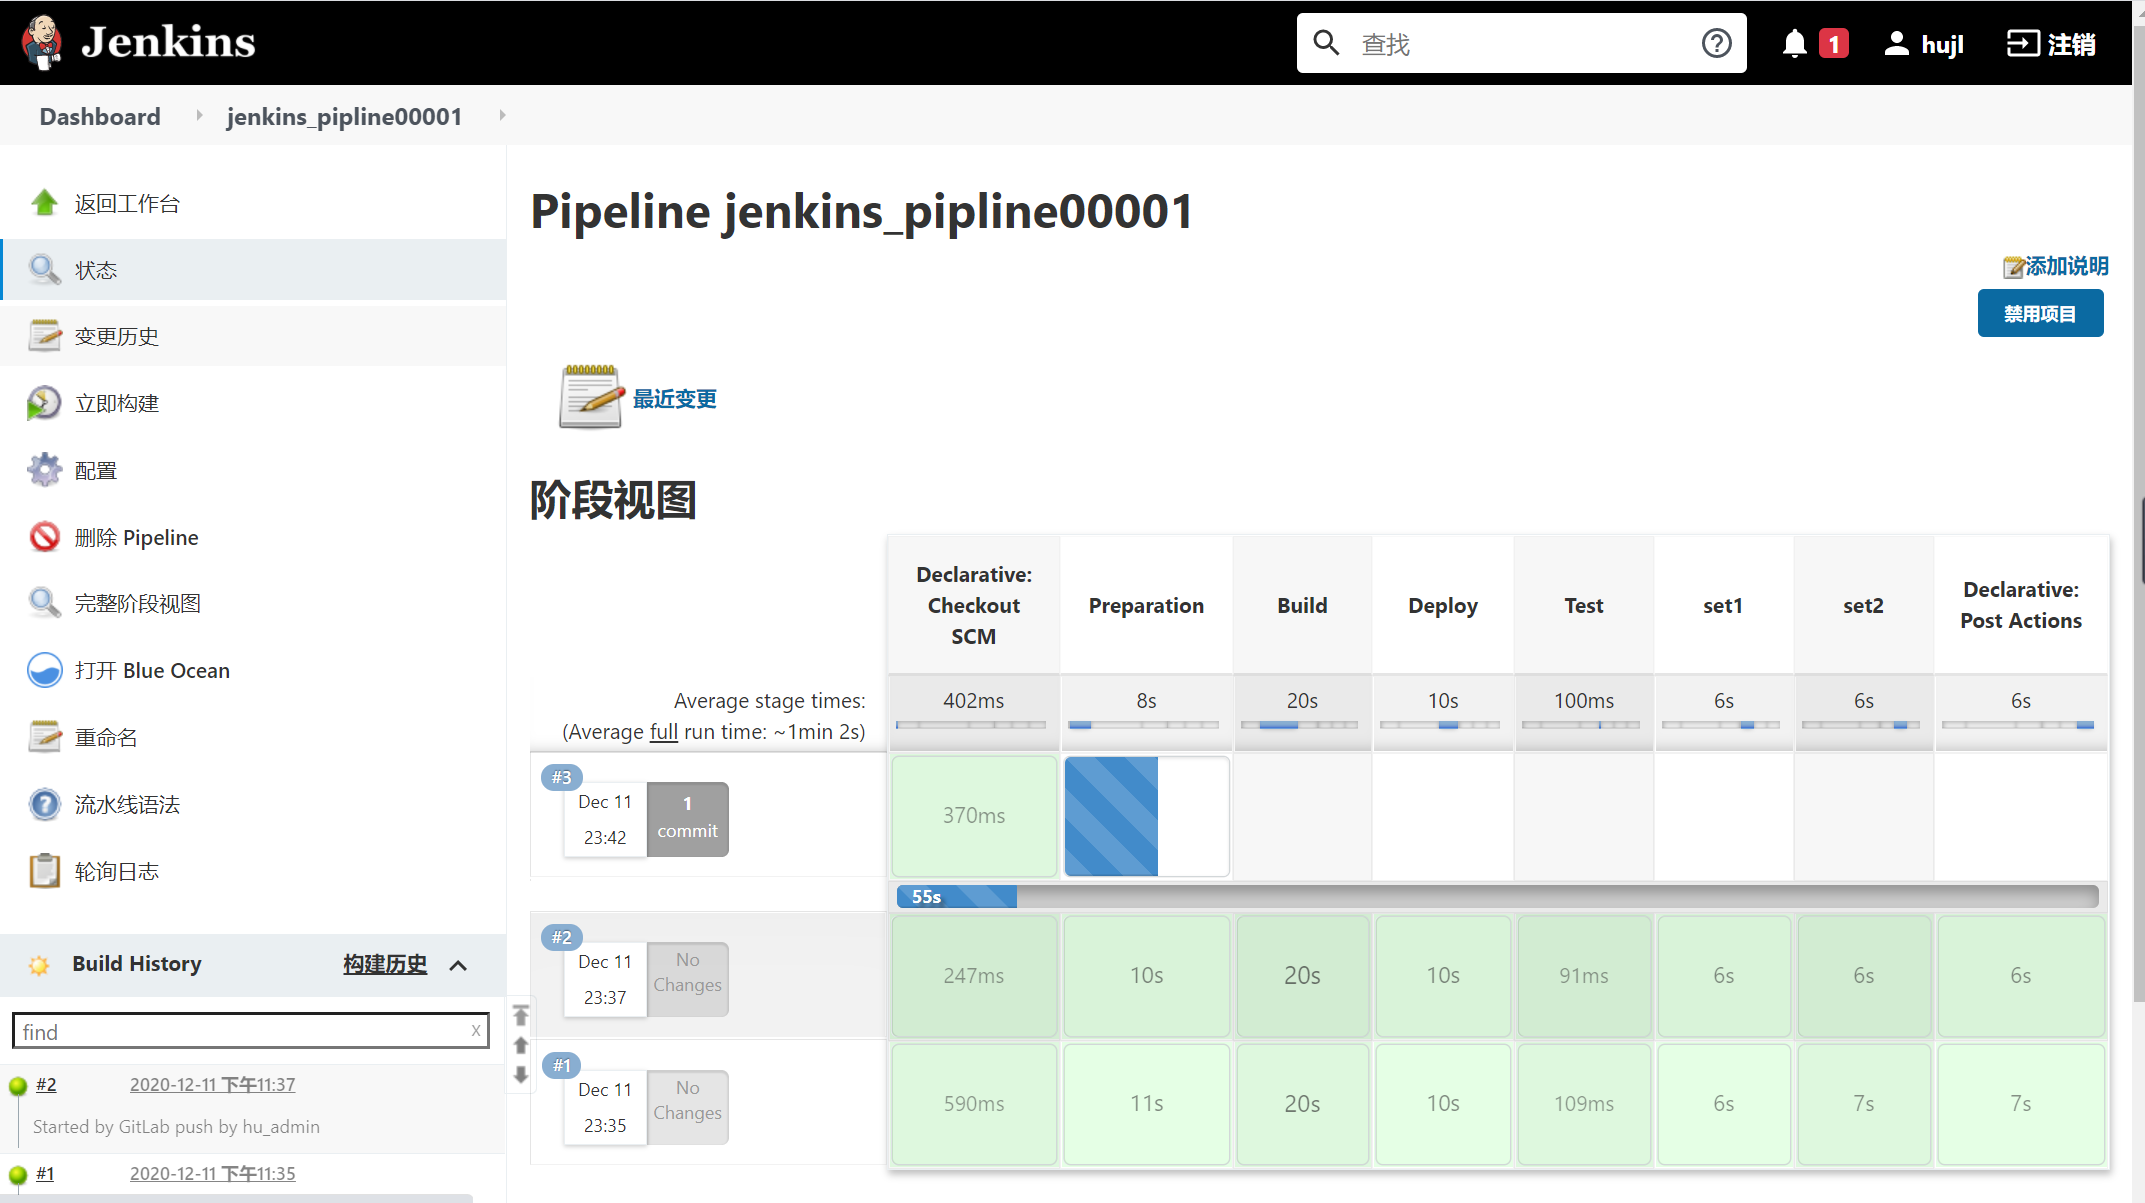 Jenkins
查找
1
hujl
注销
Dashboard
jenkins_pipline00001
返回工作台
状态
变更历史
立即构建
配置
删除 Pipeline
完整阶段视图
打开 Blue Ocean
重命名
流水线语法
轮询日志
Build History
构建历史
find
x
#2
2020-12-11 下午11:37
Started by GitLab push by hu_admin
#1
2020-12-11 下午11:35
Pipeline jenkins_pipline00001
添加说明
禁用项目
最近变更
阶段视图
Declarative: Checkout SCM
Preparation
Build
Deploy
Test
set1
set2
Declarative: Post Actions
Average stage times:
(Average full run time: ~1min 2s)
402ms
8s
20s
10s
100ms
6s
6s
6s
#3
Dec 11
23:42
1
commit
370ms
55s
#2
Dec 11
23:37
No
Changes
247ms
10s
20s
10s
91ms
6s
6s
6s
#1
Dec 11
23:35
No
Changes
590ms
11s
20s
10s
109ms
6s
7s
7s